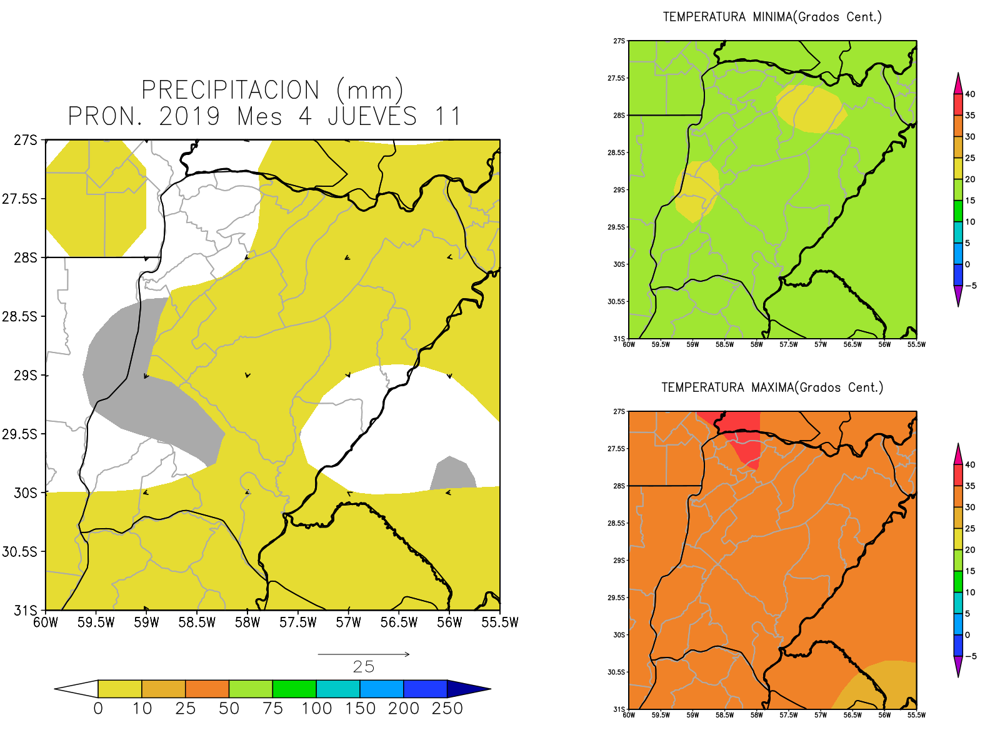 PRECIPITACION (mm)
PRON. 2019 Mes 4 JUEVES 11
27S
27.5S
28S
28.5S
29S
29.5S
30S
30.5S
31S
60W 59.5W 59W 58.5W 58W 57.5W 57W 56.5W 56W 55.5W
25
0 10 25 50 75 100 150 200 250
TEMPERATURA MINIMA(Grados Cent.)
27S
27.5S
28S
28.5S
29S
29.5S
30S
30.5S
31S
60W 59.5W 59W 58.5W 58W 57.5W 57W 56.5W 56W 55.5W
40
35
30
25
20
15
10
5
0
-5
TEMPERATURA MAXIMA(Grados Cent.)
27S
27.5S
28S
28.5S
29S
29.5S
30S
30.5S
31S
60W 59.5W 59W 58.5W 58W 57.5W 57W 56.5W 56W 55.5W
40
35
30
25
20
15
10
5
0
-5